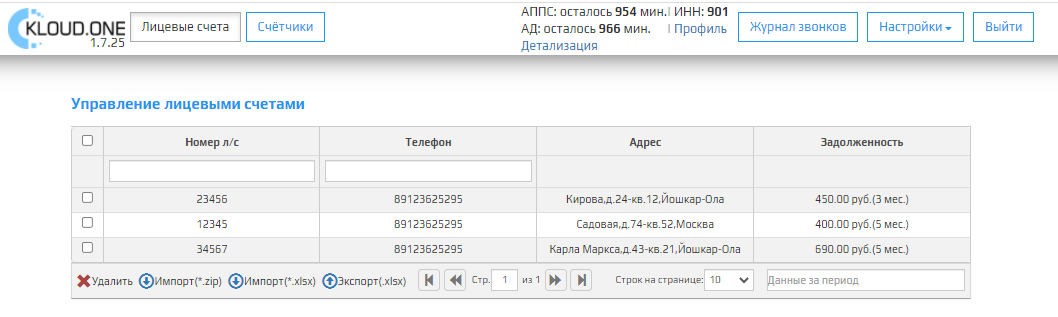 KLOUD.ONE
1.7.25
Лицевые счета
Счётчики
АППС: осталось 954 мин.| ИНН: 901
АД: осталось 966 мин. | Профиль
Детализация
Журнал звонков
Настройки
Выйти
Управление лицевыми счетами
Номер л/с Телефон Адрес Задолженность
23456 89123625295 Кирова,д.24-кв.12,Йошкар-Ола 450.00 руб.(3 мес.)
12345 89123625295 Садовая,д.74-кв.52,Москва 400.00 руб.(5 мес.)
34567 89123625295 Карла Маркса,д.43-кв.21,Йошкар-Ола 690.00 руб.(5 мес.)
Удалить Импорт(*.zip) Импорт(*.xlsx) Экспорт(.xlsx) Стр. 1 из 1 Строк на странице: 10 Данные за период